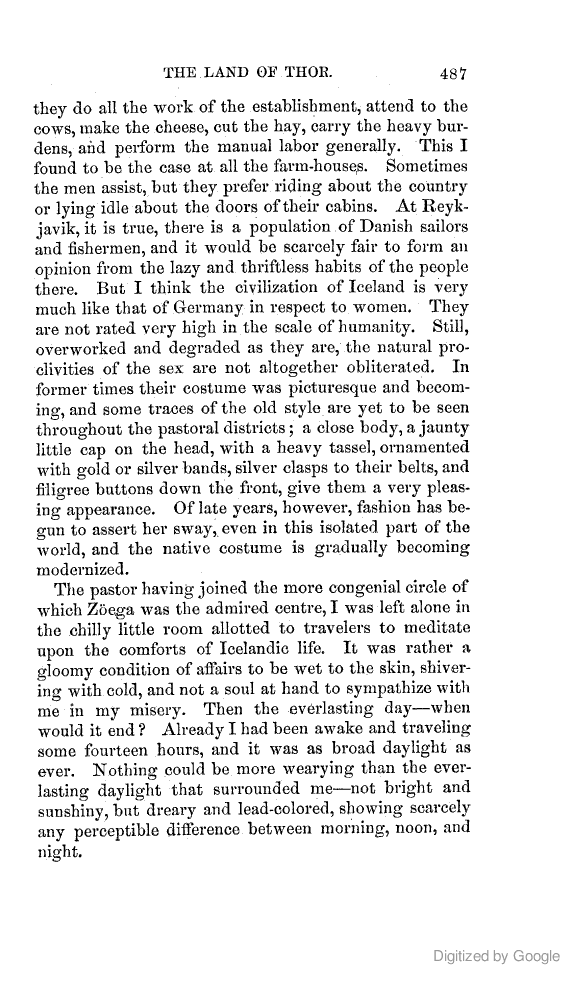 THE LAND OF THOR. 487
they do all the work of the establishment, attend to the
cows, make the cheese, cut the hay, carry the heavy bur-
dens, and perform the manual labor generally. This I
found to be the case at all the farm-houses. Sometimes
the men assist, but they prefer riding about the country
or lying idle about the doors of their cabins. At Reyk-
javik, it is true, there is a population of Danish sailors
and fishermen, and it would be scarcely fair to form an
opinion from the lazy and thriftless habits of the people
there. But I think the civilization of Iceland is very
much like that of Germany in respect to women. They
are not rated very high in the scale of humanity. Still,
overworked and degraded as they are, the natural pro-
clivities of the sex are not altogether obliterated. In
former times their costume was picturesque and becom-
ing, and some traces of the old style are yet to be seen
throughout the pastoral districts; a close body, a jaunty
little cap on the head, with a heavy tassel, ornamented
with gold or silver bands, silver clasps to their belts, and
filigree buttons down the front, give them a very pleas-
ing appearance. Of late years, however, fashion has be-
gun to assert her sway, even in this isolated part of the
world, and the native costume is gradually becoming
modernized.
The pastor having joined the more congenial circle of
which Zöega was the admired centre, I was left alone in
the chilly little room allotted to travelers to meditate
upon the comforts of Icelandic life. It was rather a
gloomy condition of affairs to be wet to the skin, shiver-
ing with cold, and not a soul at hand to sympathize with
me in my misery. Then the everlasting day—when
would it end? Already I had been awake and traveling
some fourteen hours, and it was as broad daylight as
ever. Nothing could be more wearying than the ever-
lasting daylight that surrounded me—not bright and
sunshiny, but dreary and lead-colored, showing scarcely
any perceptible difference between morning, noon, and
night.
Digitized by Google